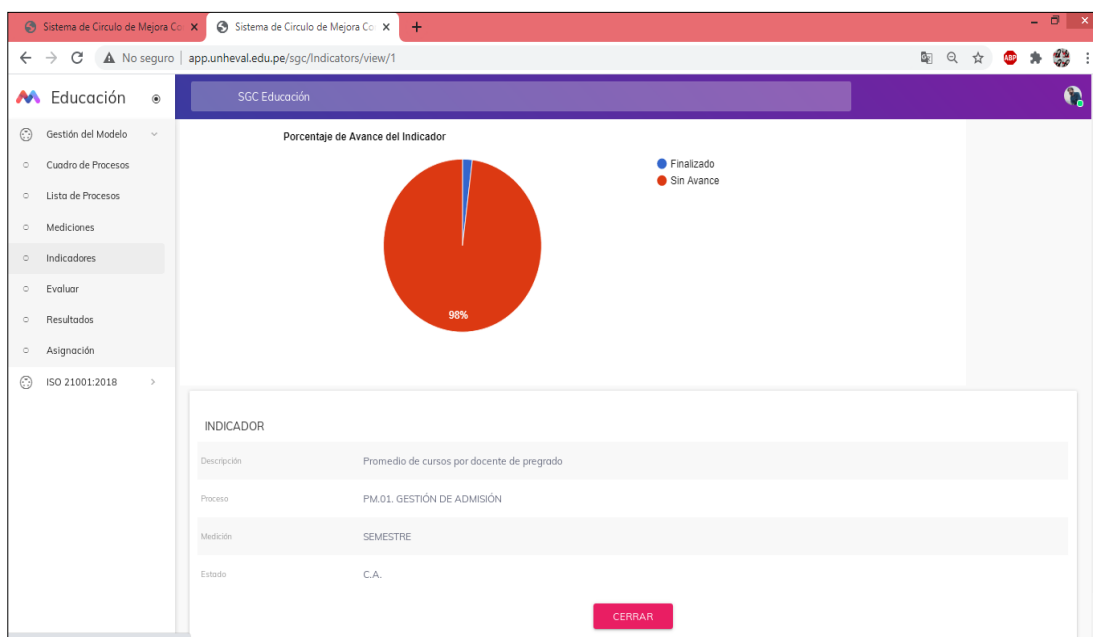 Sistema de Circulo de Mejora Co
Sistema de Circulo de Mejora Co
No seguro
app.unheval.edu.pe/sgc/Indicators/view/1
ABP
Educación
SGC Educación
Gestión del Modelo
Cuadro de Procesos
Lista de Procesos
Mediciones
Indicadores
Evaluar
Resultados
Asignación
ISO 21001:2018
Porcentaje de Avance del Indicador
Finalizado
Sin Avance
98%
INDICADOR
Descripción Promedio de cursos por docente de pregrado
Proceso PM.01. GESTIÓN DE ADMISIÓN
Medición SEMESTRE
Estado C.A.
CERRAR